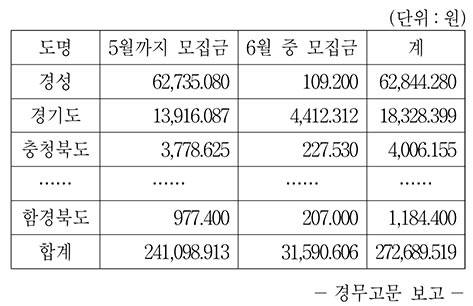 (단위 : 원)
도명 5월까지 모집금 6월 중 모집금 계
경성 62,735.080 109.200 62,844.280
경기도 13,916.087 4,412.312 18,328.399
충청북도 3,778.625 227.530 4,006.155
…… …… …… ……
함경북도 977.400 207.000 1,184.400
합계 241,098.913 31,590.606 272,689.519
– 경무고문 보고 –